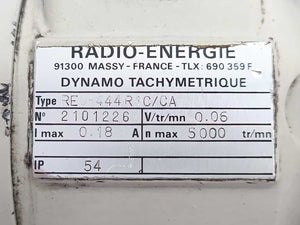 RADIO-ENERGIE
91300 MASSY - FRANCE - TLX: 690 359 F
DYNAMO TACHYMETRIQUE
Type 444R C/CA
N° 2101226 V/tr/mn 0.06
I max 0.18 A n max 5000 tr/mn
IP 54